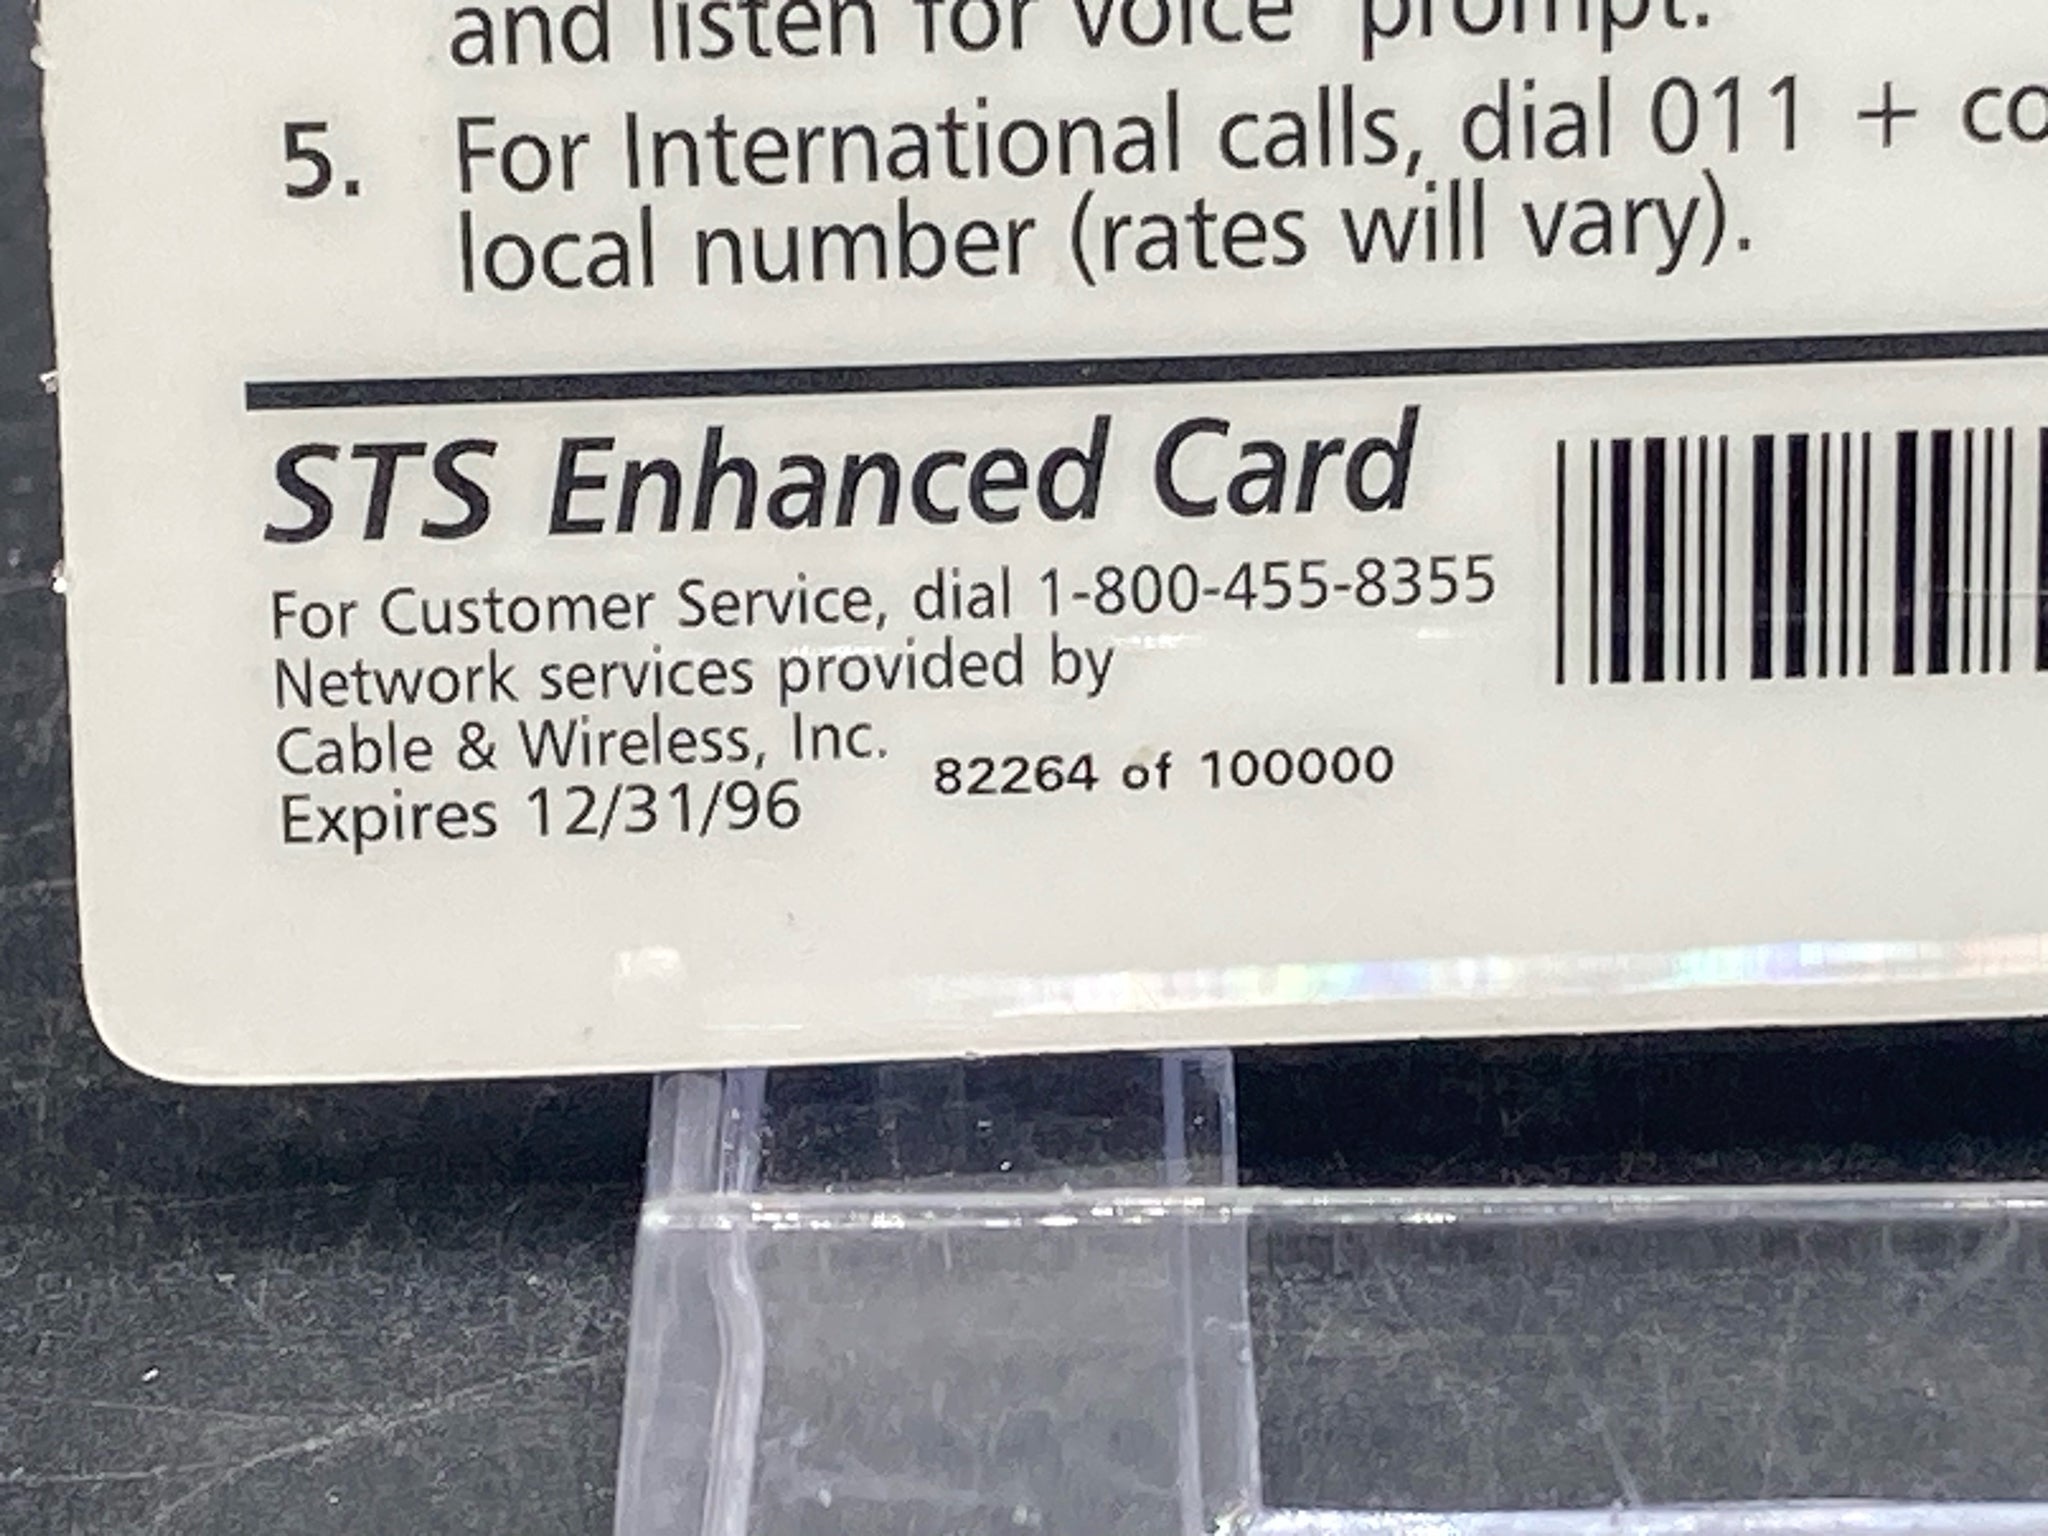 and listen for voice prompt.
5. For International calls, dial 011 + co
local number (rates will vary).
STS Enhanced Card
For Customer Service, dial 1-800-455-8355
Network services provided by
Cable & Wireless, Inc.
82264 of 100000
Expires 12/31/96